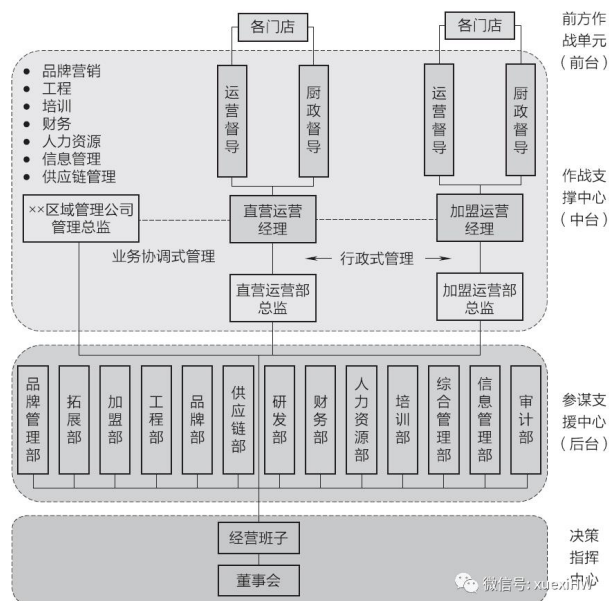 各门店
各门店
前方作
战单元
（前台）
• 品牌营销
• 工程
• 培训
• 财务
• 人力资源
• 信息管理
• 供应链管理
运营督导
厨政督导
运营督导
厨政督导
作战支
撑中心
（中台）
××区域管理公司
管理总监
直营运营
经理
加盟运营
经理
业务协调式管理
行政式管理
直营运营部
总监
加盟运营部
总监
品牌管理部
拓展部
加盟部
工程部
品牌部
供应链部
研发部
财务部
人力资源部
培训部
综合管理部
信息管理部
审计部
参谋支
援中心
（后台）
经营班子
董事会
决策
指挥
中心
微信号: xuexiHW